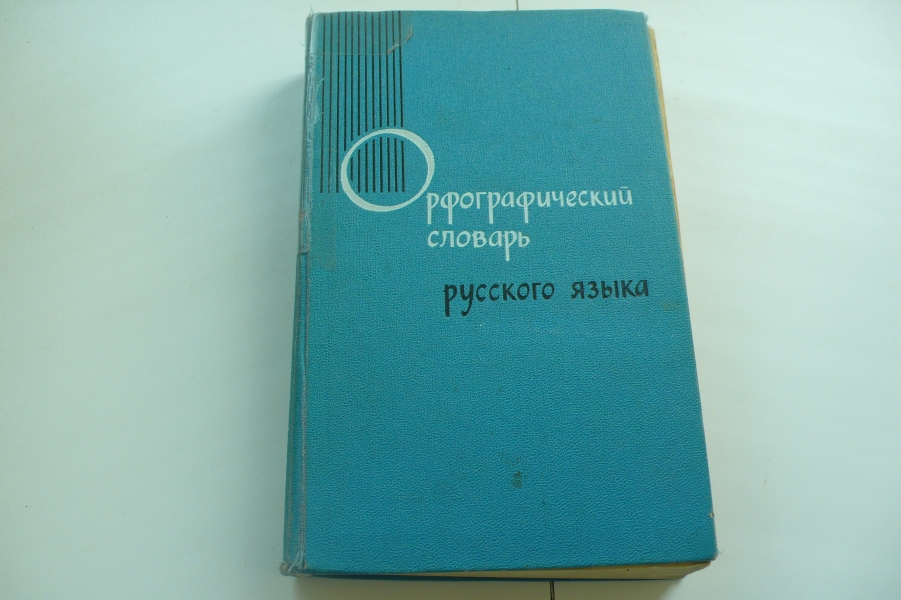 Орфографический
словарь
русского языка